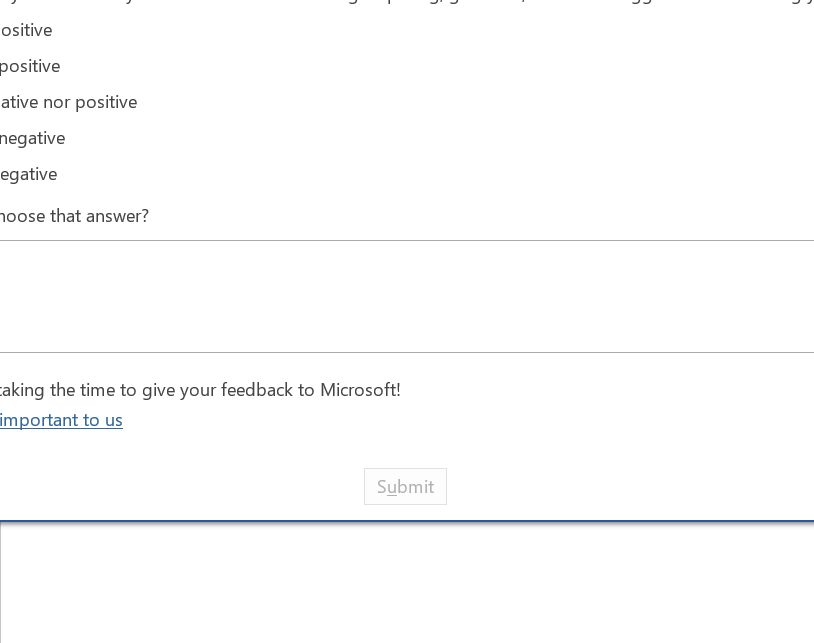 ositive
positive
ative nor positive
negative
egative
hoose that answer?
taking the time to give your feedback to Microsoft!
important to us
Submit